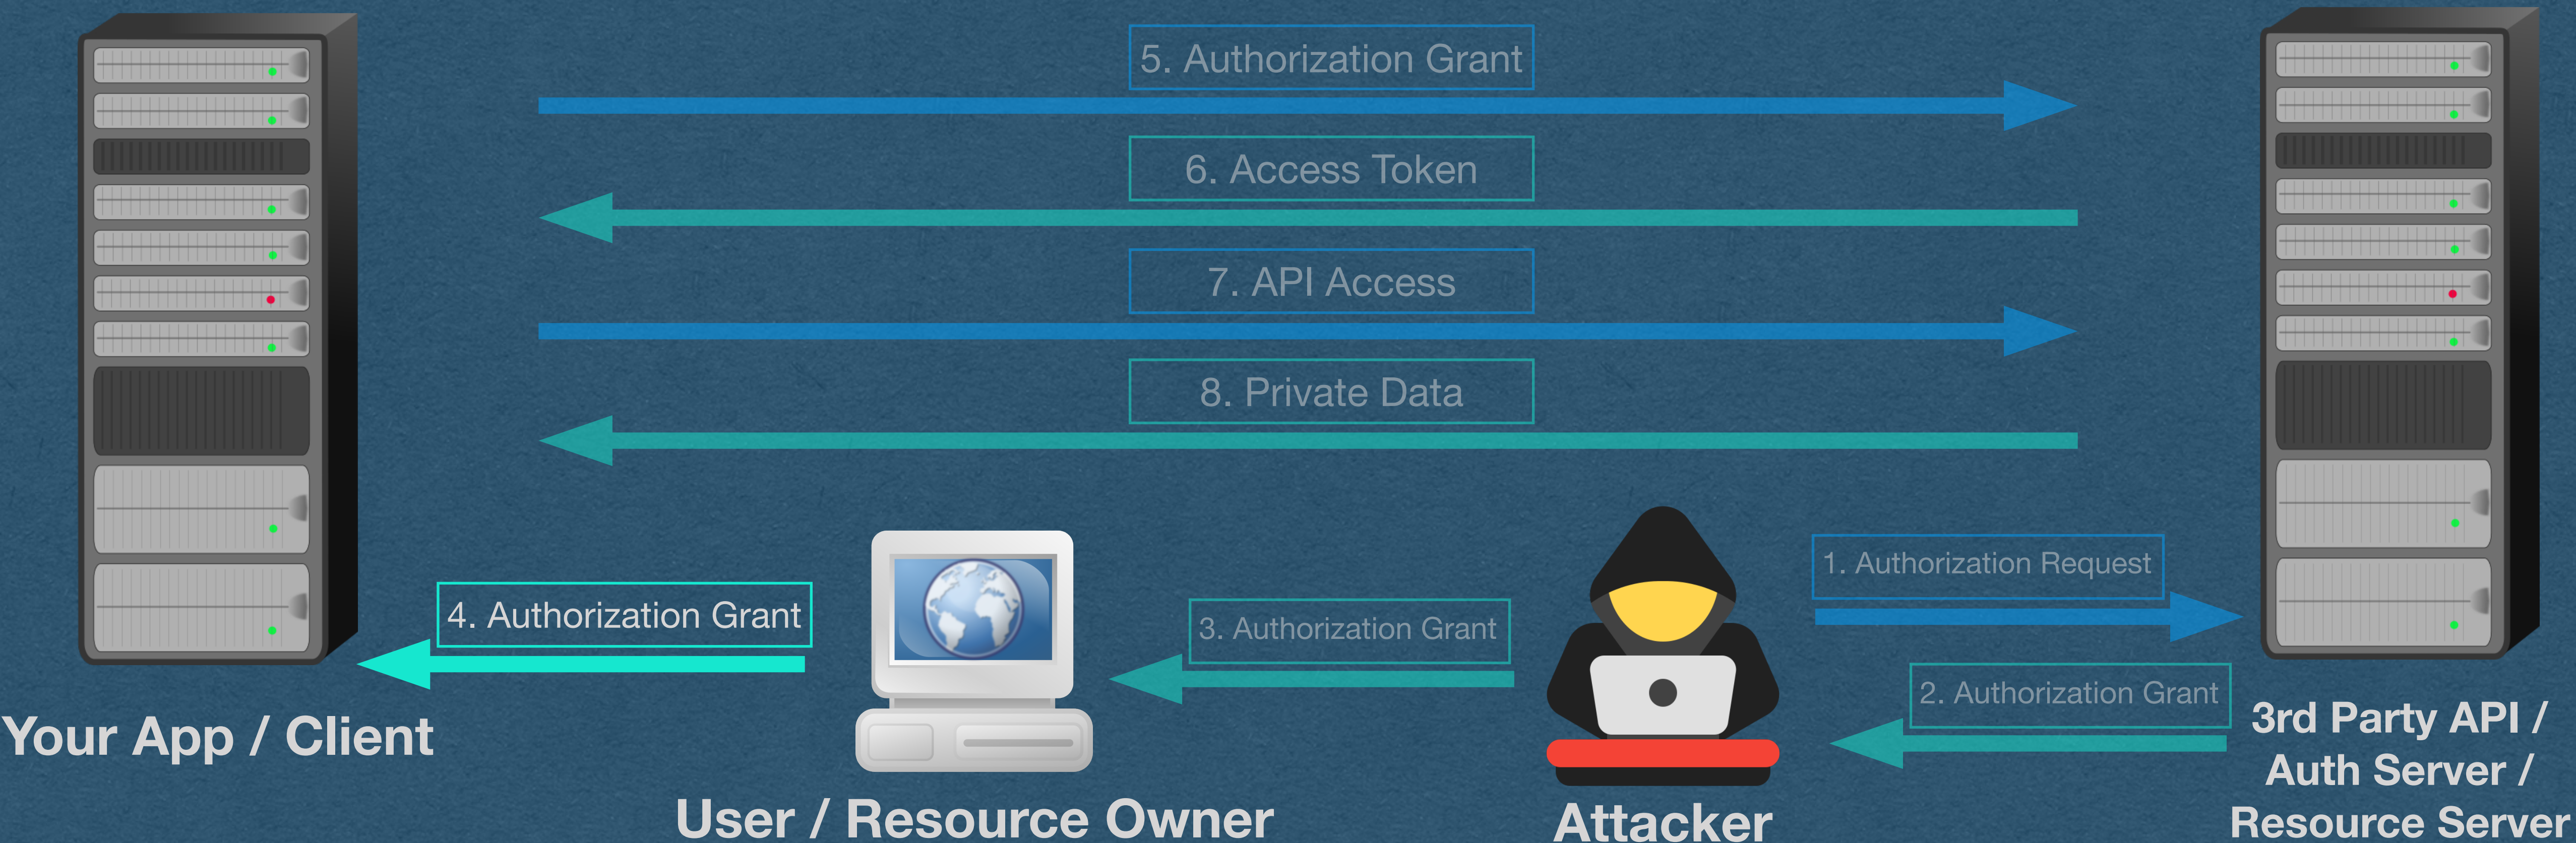 5. Authorization Grant
6. Access Token
7. API Access
8. Private Data
1. Authorization Request
4. Authorization Grant
3. Authorization Grant
2. Authorization Grant
Your App / Client
User / Resource Owner
Attacker
3rd Party API /
Auth Server /
Resource Server